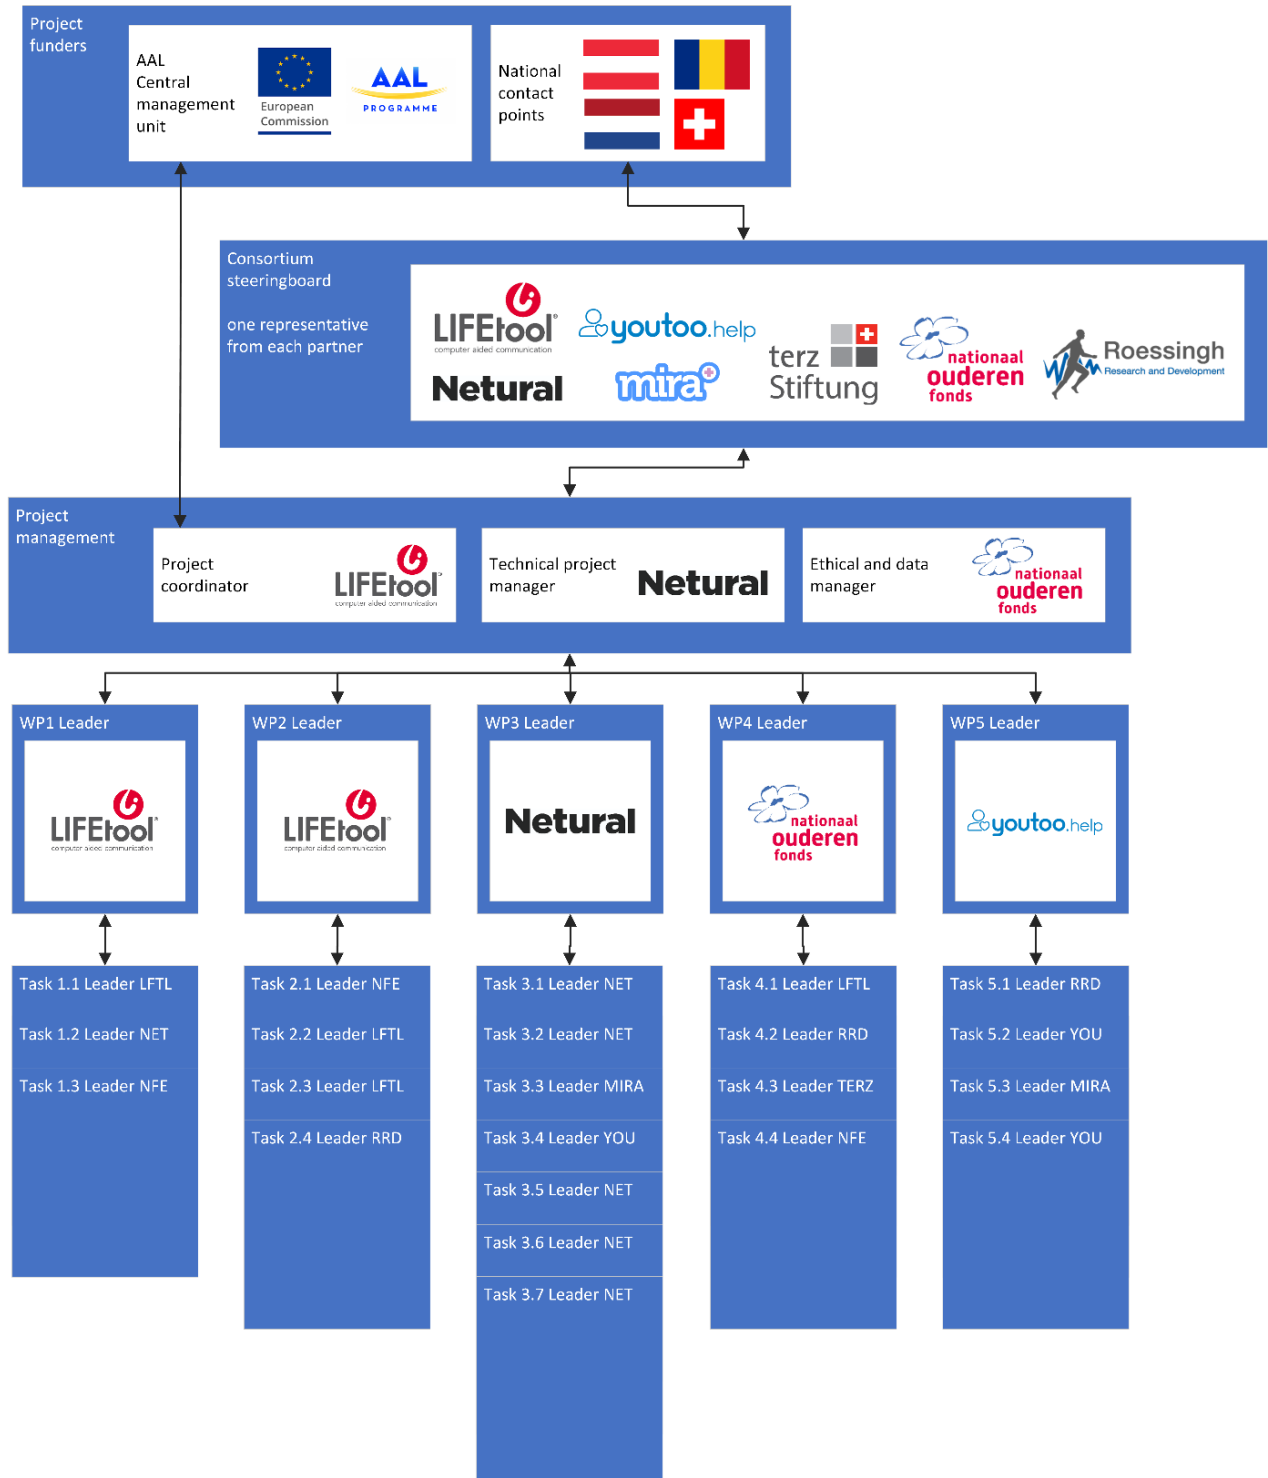 Project
funders
AAL
Central
management
unit
European
Commission
AAL
PROGRAMME
National
contact
points
Consortium
steeringboard
one representative
from each partner
LIFEtool®
computer aided communication
Netural
youtoo.help
mira
terz
Stiftung
nationaal
ouderen
fonds
Roessingh
Research and Development
Project
management
Project
coordinator
LIFEtool
computer aided communication
Technical project
manager
Netural
Ethical and data
manager
nationaal
ouderen
fonds
WP1 Leader
LIFEtool
computer aided communication
WP2 Leader
LIFEtool
computer aided communication
WP3 Leader
Netural
WP4 Leader
nationaal
ouderen
fonds
WP5 Leader
youtoo.help
Task 1.1 Leader LFTL
Task 1.2 Leader NET
Task 1.3 Leader NFE
Task 2.1 Leader NFE
Task 2.2 Leader LFTL
Task 2.3 Leader LFTL
Task 2.4 Leader RRD
Task 3.1 Leader NET
Task 3.2 Leader NET
Task 3.3 Leader MIRA
Task 3.4 Leader YOU
Task 3.5 Leader NET
Task 3.6 Leader NET
Task 3.7 Leader NET
Task 4.1 Leader LFTL
Task 4.2 Leader RRD
Task 4.3 Leader TERZ
Task 4.4 Leader NFE
Task 5.1 Leader RRD
Task 5.2 Leader YOU
Task 5.3 Leader MIRA
Task 5.4 Leader YOU